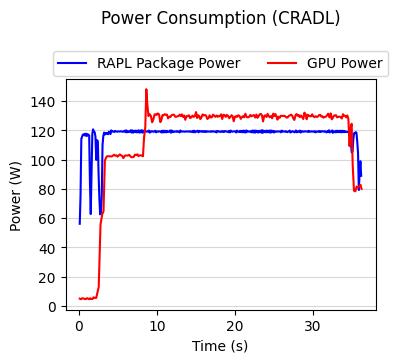 Power Consumption (CRADL)
RAPL Package Power
GPU Power
140
120
100
80
60
40
20
0
Power (W)
0
10
20
30
Time (s)